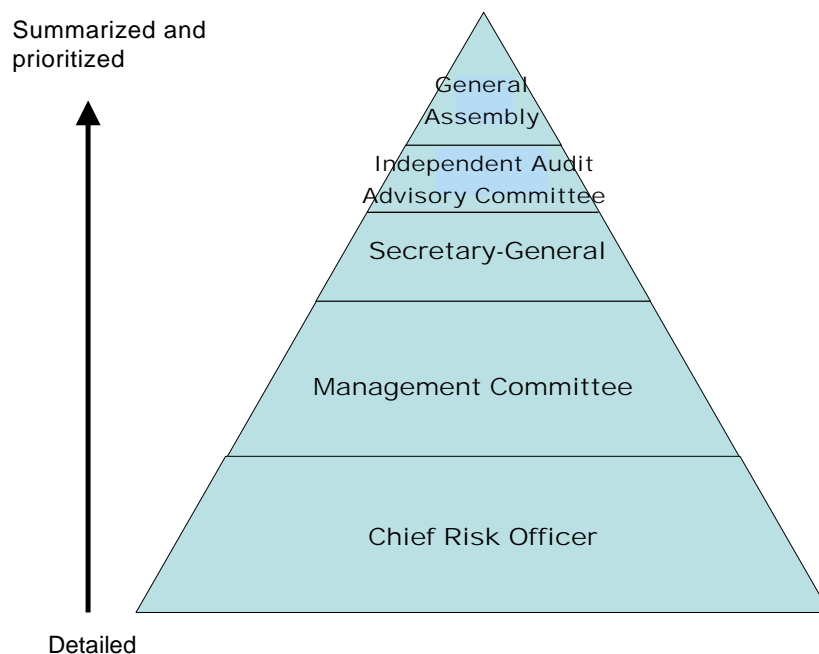 Summarized and
prioritized
General
Assembly
Independent Audit
Advisory Committee
Secretary-General
Management Committee
Chief Risk Officer
Detailed